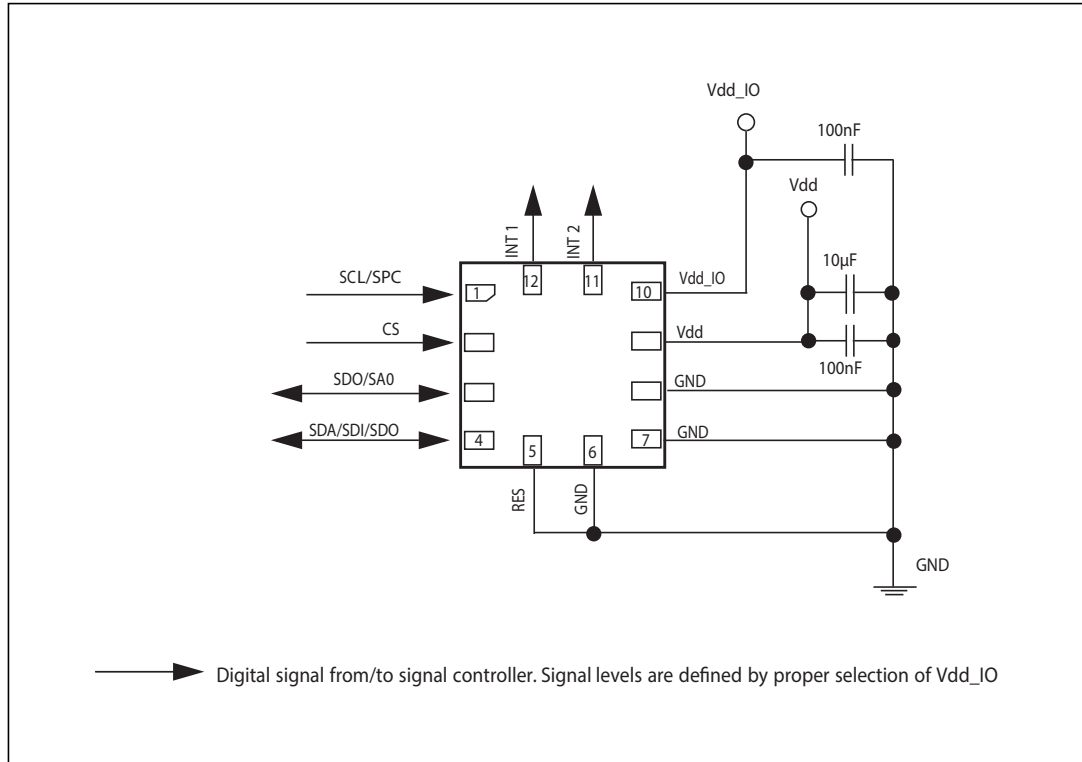 Vdd_IO
100nF
Vdd
INT 1
INT 2
10µF
SCL/SPC
1
12
11
10
Vdd_IO
CS
Vdd
100nF
SDO/SA0
GND
SDA/SDI/SDO
4
5
6
7
GND
RES
GND
GND
Digital signal from/to signal controller. Signal levels are defined by proper selection of Vdd_IO